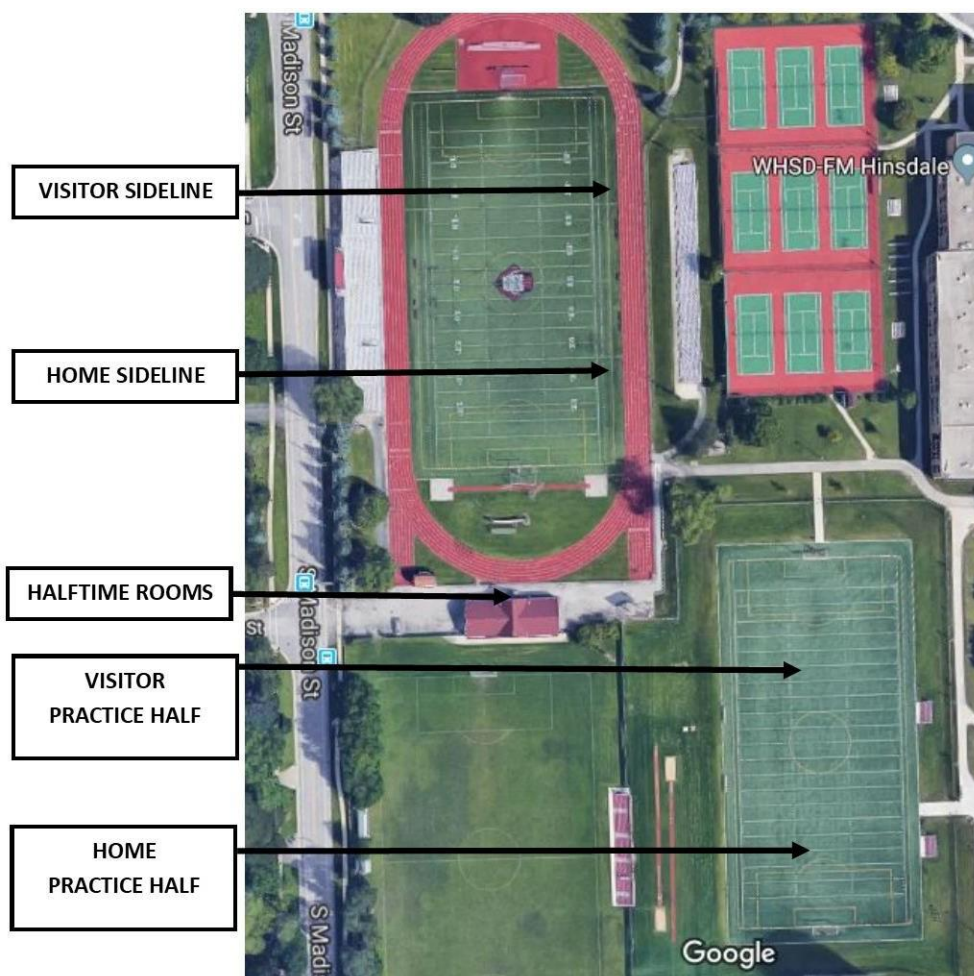 Madison St
WHSD-FM Hinsdale
VISITOR SIDELINE
HOME SIDELINE
HALFTIME ROOMS
St
S Madison St
VISITOR
PRACTICE HALF
HOME
PRACTICE HALF
S Madi
Google